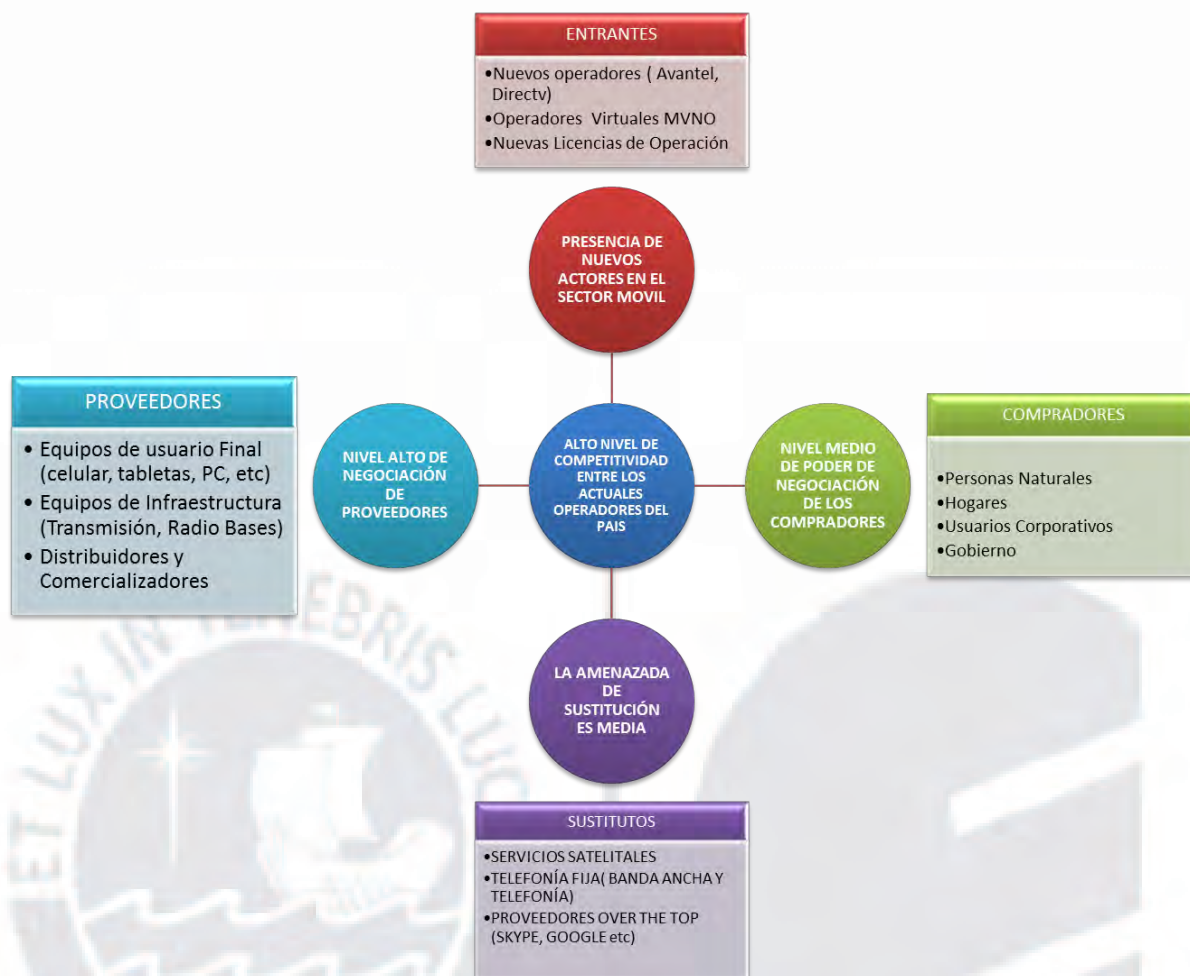 ENTRANTES
•Nuevos operadores ( Avantel,
Directv)
•Operadores Virtuales MVNO
•Nuevas Licencias de Operación
PRESENCIA DE
NUEVOS
ACTORES EN EL
SECTOR MOVIL
PROVEEDORES
• Equipos de usuario Final
(celular, tabletas, PC, etc)
• Equipos de Infraestructura
(Transmisión, Radio Bases)
• Distribuidores y
Comercializadores
NIVEL ALTO DE
NEGOCIACIÓN
DE
PROVEEDORES
ALTO NIVEL DE
COMPETITIVIDAD
ENTRE LOS
ACTUALES
OPERADORES DEL
PAIS
NIVEL MEDIO
DE PODER DE
NEGOCIACIÓN
DE LOS
COMPRADORES
COMPRADORES
•Personas Naturales
•Hogares
•Usuarios Corporativos
•Gobierno
LA AMENAZADA
DE
SUSTITUCIÓN
ES MEDIA
SUSTITUTOS
•SERVICIOS SATELITALES
•TELEFONÍA FIJA( BANDA ANCHA Y
TELEFONÍA)
•PROVEEDORES OVER THE TOP
(SKYPE, GOOGLE etc)
ET LUX IN TENEBRIS